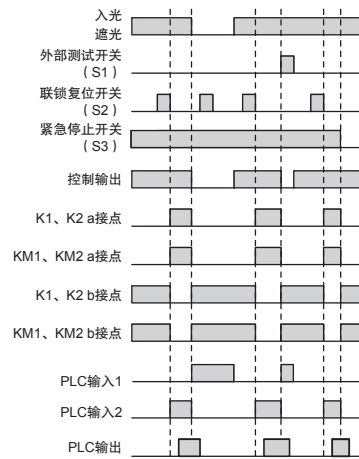 入光
遮光
外部测试开关
（S1）
联锁复位开关
（S2）
紧急停止开关
（S3）
控制输出
K1、K2 a接点
KM1、KM2 a接点
K1、K2 b接点
KM1、KM2 b接点
PLC输入1
PLC输入2
PLC输出